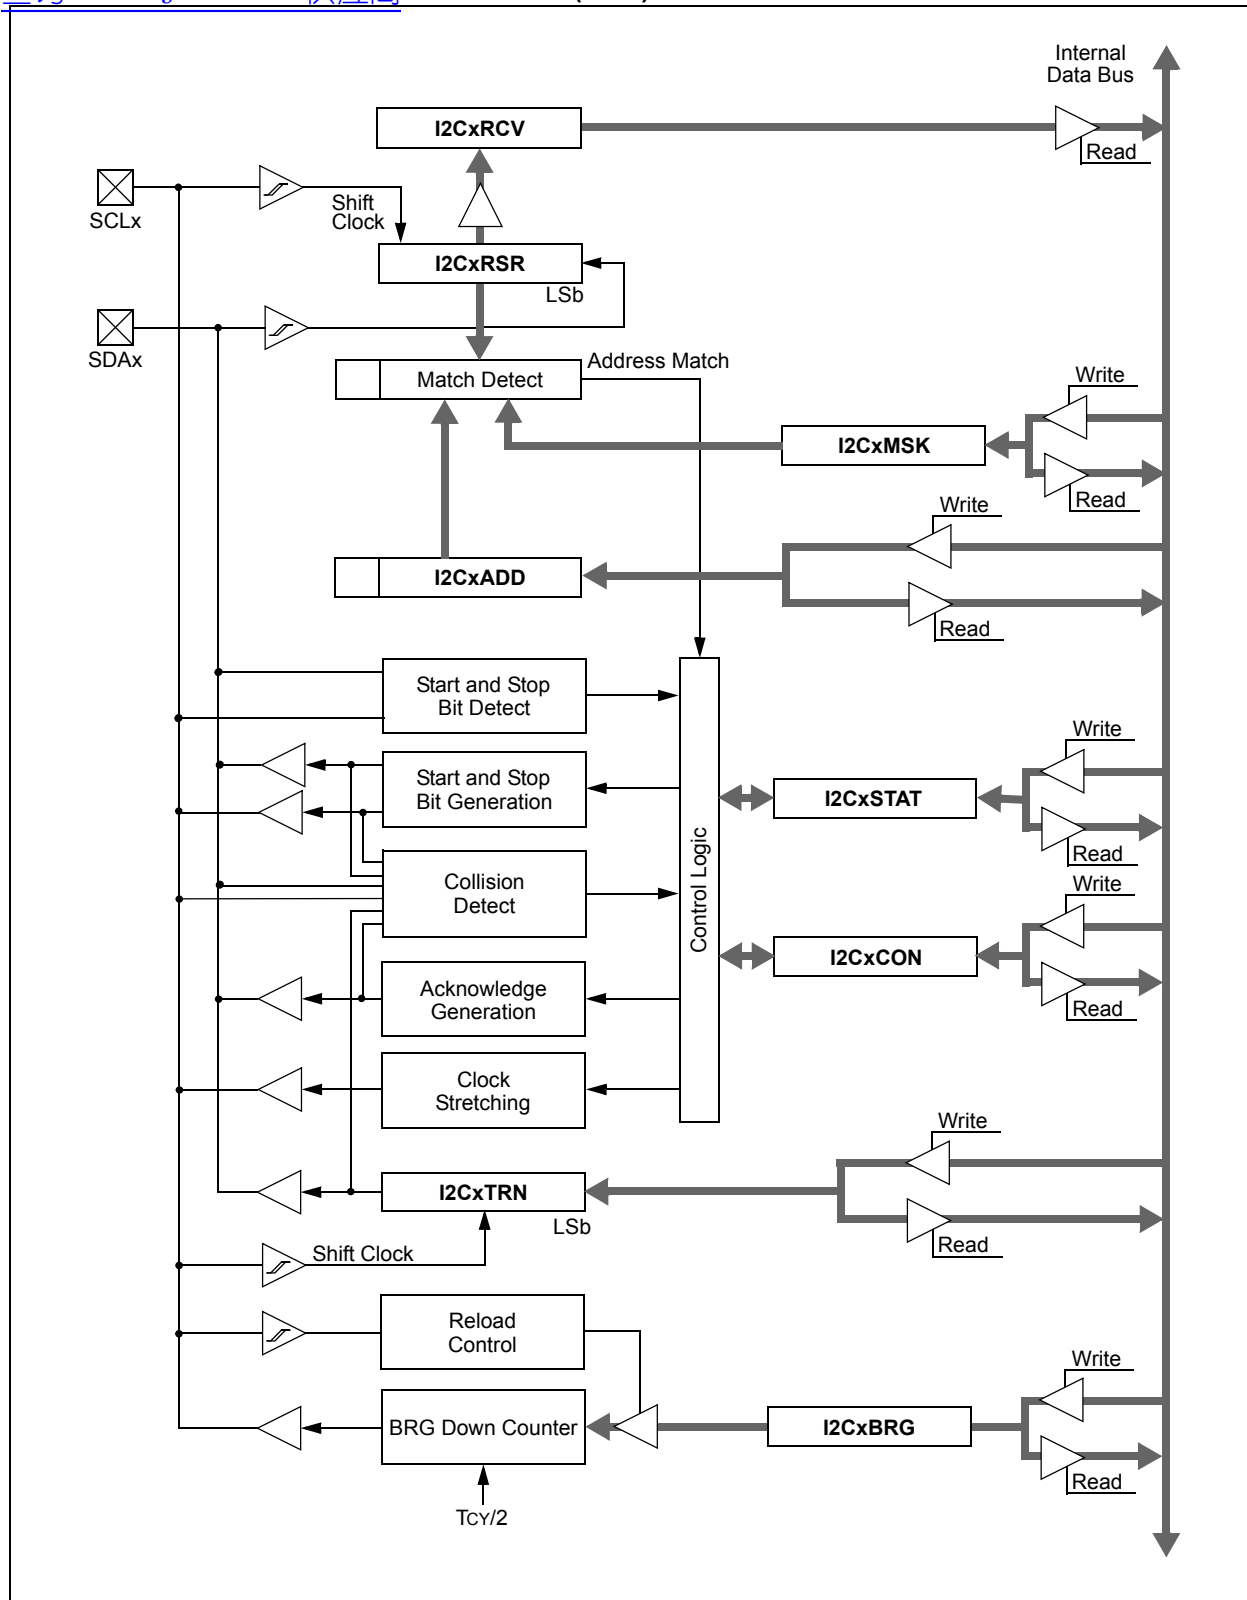 Internal
Data Bus
I2CxRCV
Read
SCLx
Shift
Clock
I2CxRSR
LSb
SDAx
Match Detect
Address Match
Write
I2CxMSK
Read
Write
I2CxADD
Read
Start and Stop
Bit Detect
Write
Start and Stop
Bit Generation
I2CxSTAT
Read
Control Logic
Collision
Detect
Write
I2CxCON
Read
Acknowledge
Generation
Clock
Stretching
Write
I2CxTRN
LSb
Read
Shift Clock
Reload
Control
Write
BRG Down Counter
I2CxBRG
Read
TCY/2